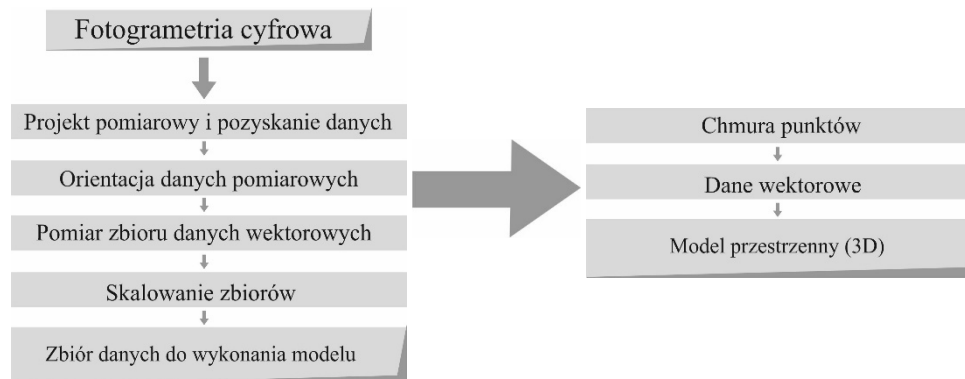 Fotogrametria cyfrowa
Projekt pomiarowy i pozyskanie danych
Orientacja danych pomiarowych
Pomiar zbioru danych wektorowych
Skalowanie zbiorów
Zbiór danych do wykonania modelu
Chmura punktów
Dane wektorowe
Model przestrzenny (3D)